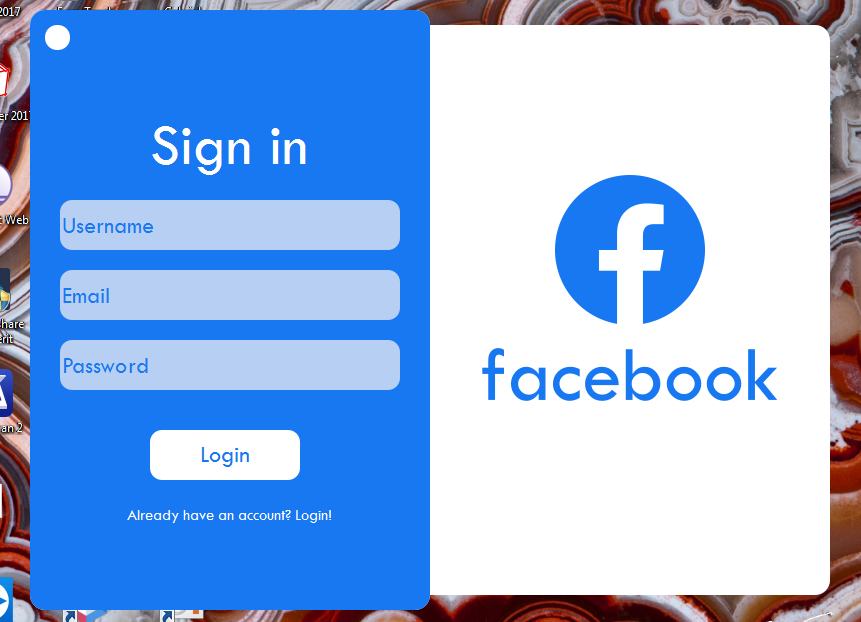 2017
Sign in
Username
Email
Password
Login
Already have an account? Login!
facebook
er 2017
t Web
hare
rit
an 2